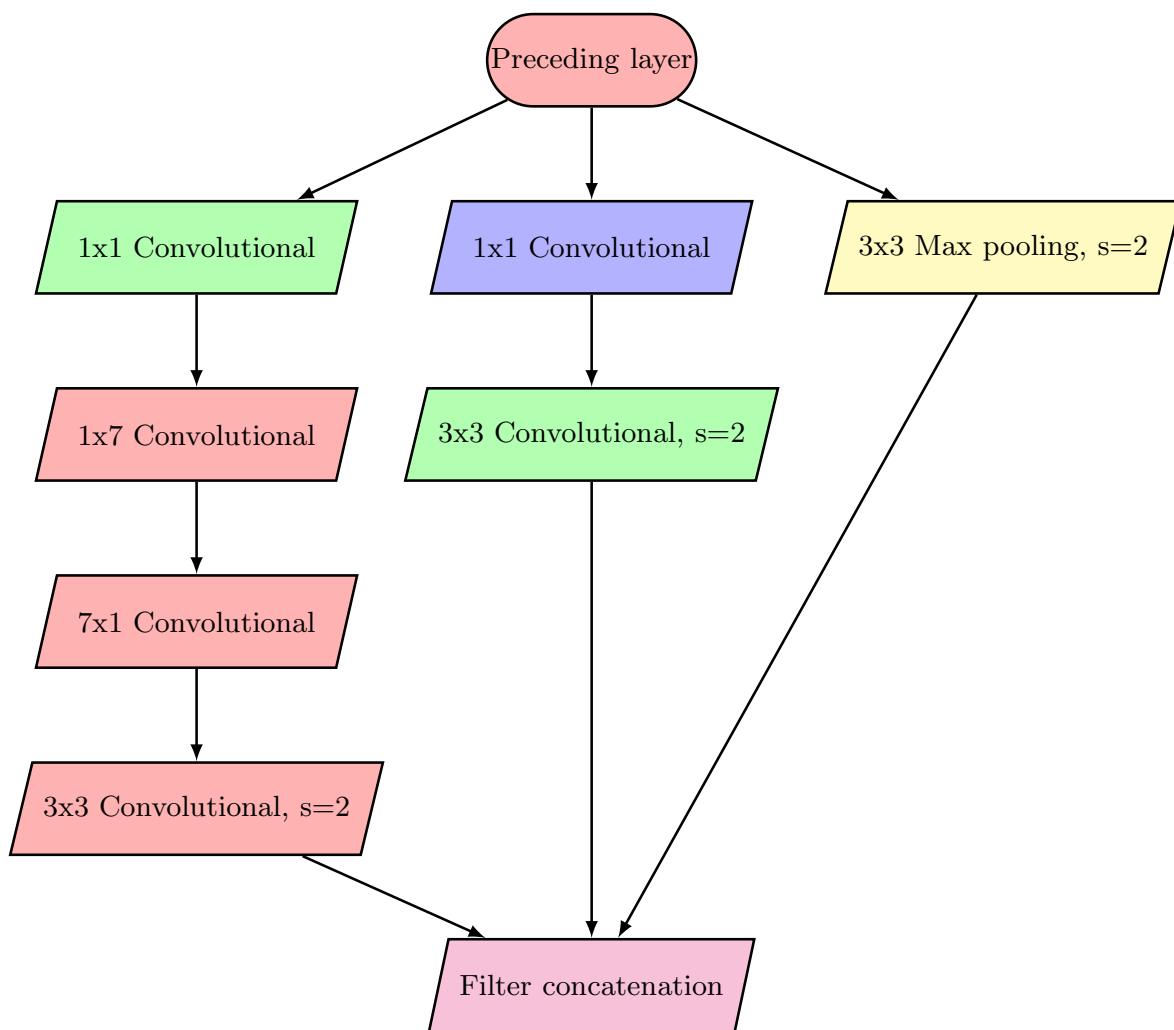 Preceding layer
1x1 Convolutional
1x1 Convolutional
3x3 Max pooling, s=2
1x7 Convolutional
3x3 Convolutional, s=2
7x1 Convolutional
3x3 Convolutional, s=2
Filter concatenation